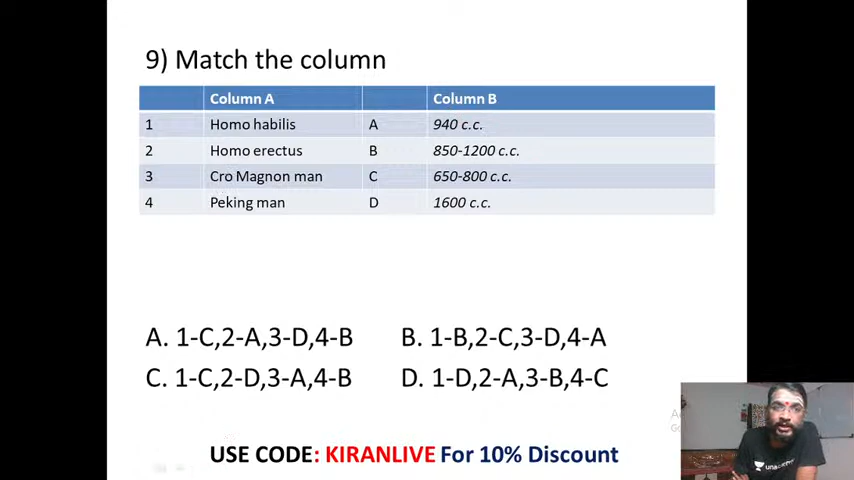 9) Match the column
Column A Column B
1 Homo habilis A 940 c.c.
2 Homo erectus B 850-1200 c.c.
3 Cro Magnon man C 650-800 c.c.
4 Peking man D 1600 c.c.
A. 1-C,2-A,3-D,4-B B. 1-B,2-C,3-D,4-A
C. 1-C,2-D,3-A,4-B D. 1-D,2-A,3-B,4-C
USE CODE: KIRANLIVE For 10% Discount